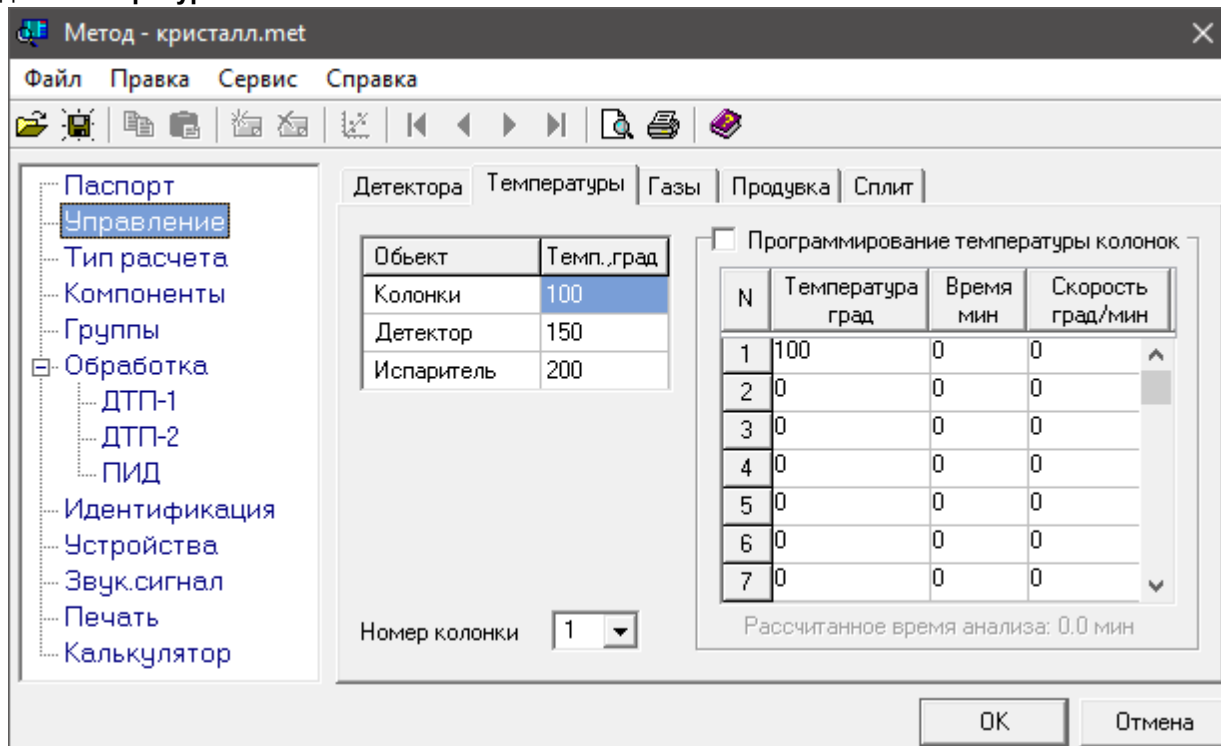 Метод - кристалл.met
Файл Правка Сервис Справка
Паспорт
Управление
Тип расчета
Компоненты
Группы
Обработка
ДТП-1
ДТП-2
ПИД
Идентификация
Устройства
Звук.сигнал
Печать
Калькулятор
Детектора Температуры Газы Продувка Сплит
Обьект Темп.,град
Колонки 100
Детектор 150
Испаритель 200
Номер колонки 1
Программирование температуры колонок
N Температура град Время мин Скорость град/мин
1 100 0 0
2 0 0 0
3 0 0 0
4 0 0 0
5 0 0 0
6 0 0 0
7 0 0 0
Рассчитанное время анализа: 0.0 мин
OK Отмена